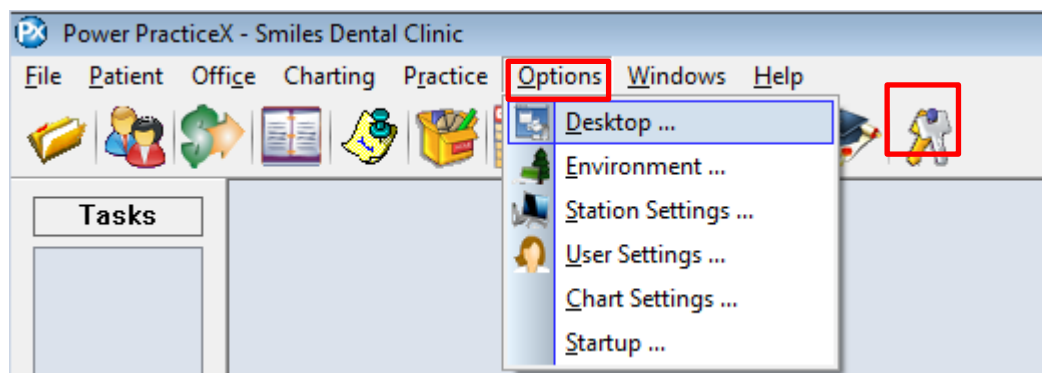 PX Power PracticeX - Smiles Dental Clinic
File Patient Office Charting Practice Options Windows Help
Desktop ...
Environment ...
Tasks
Station Settings ...
User Settings ...
Chart Settings ...
Startup ...